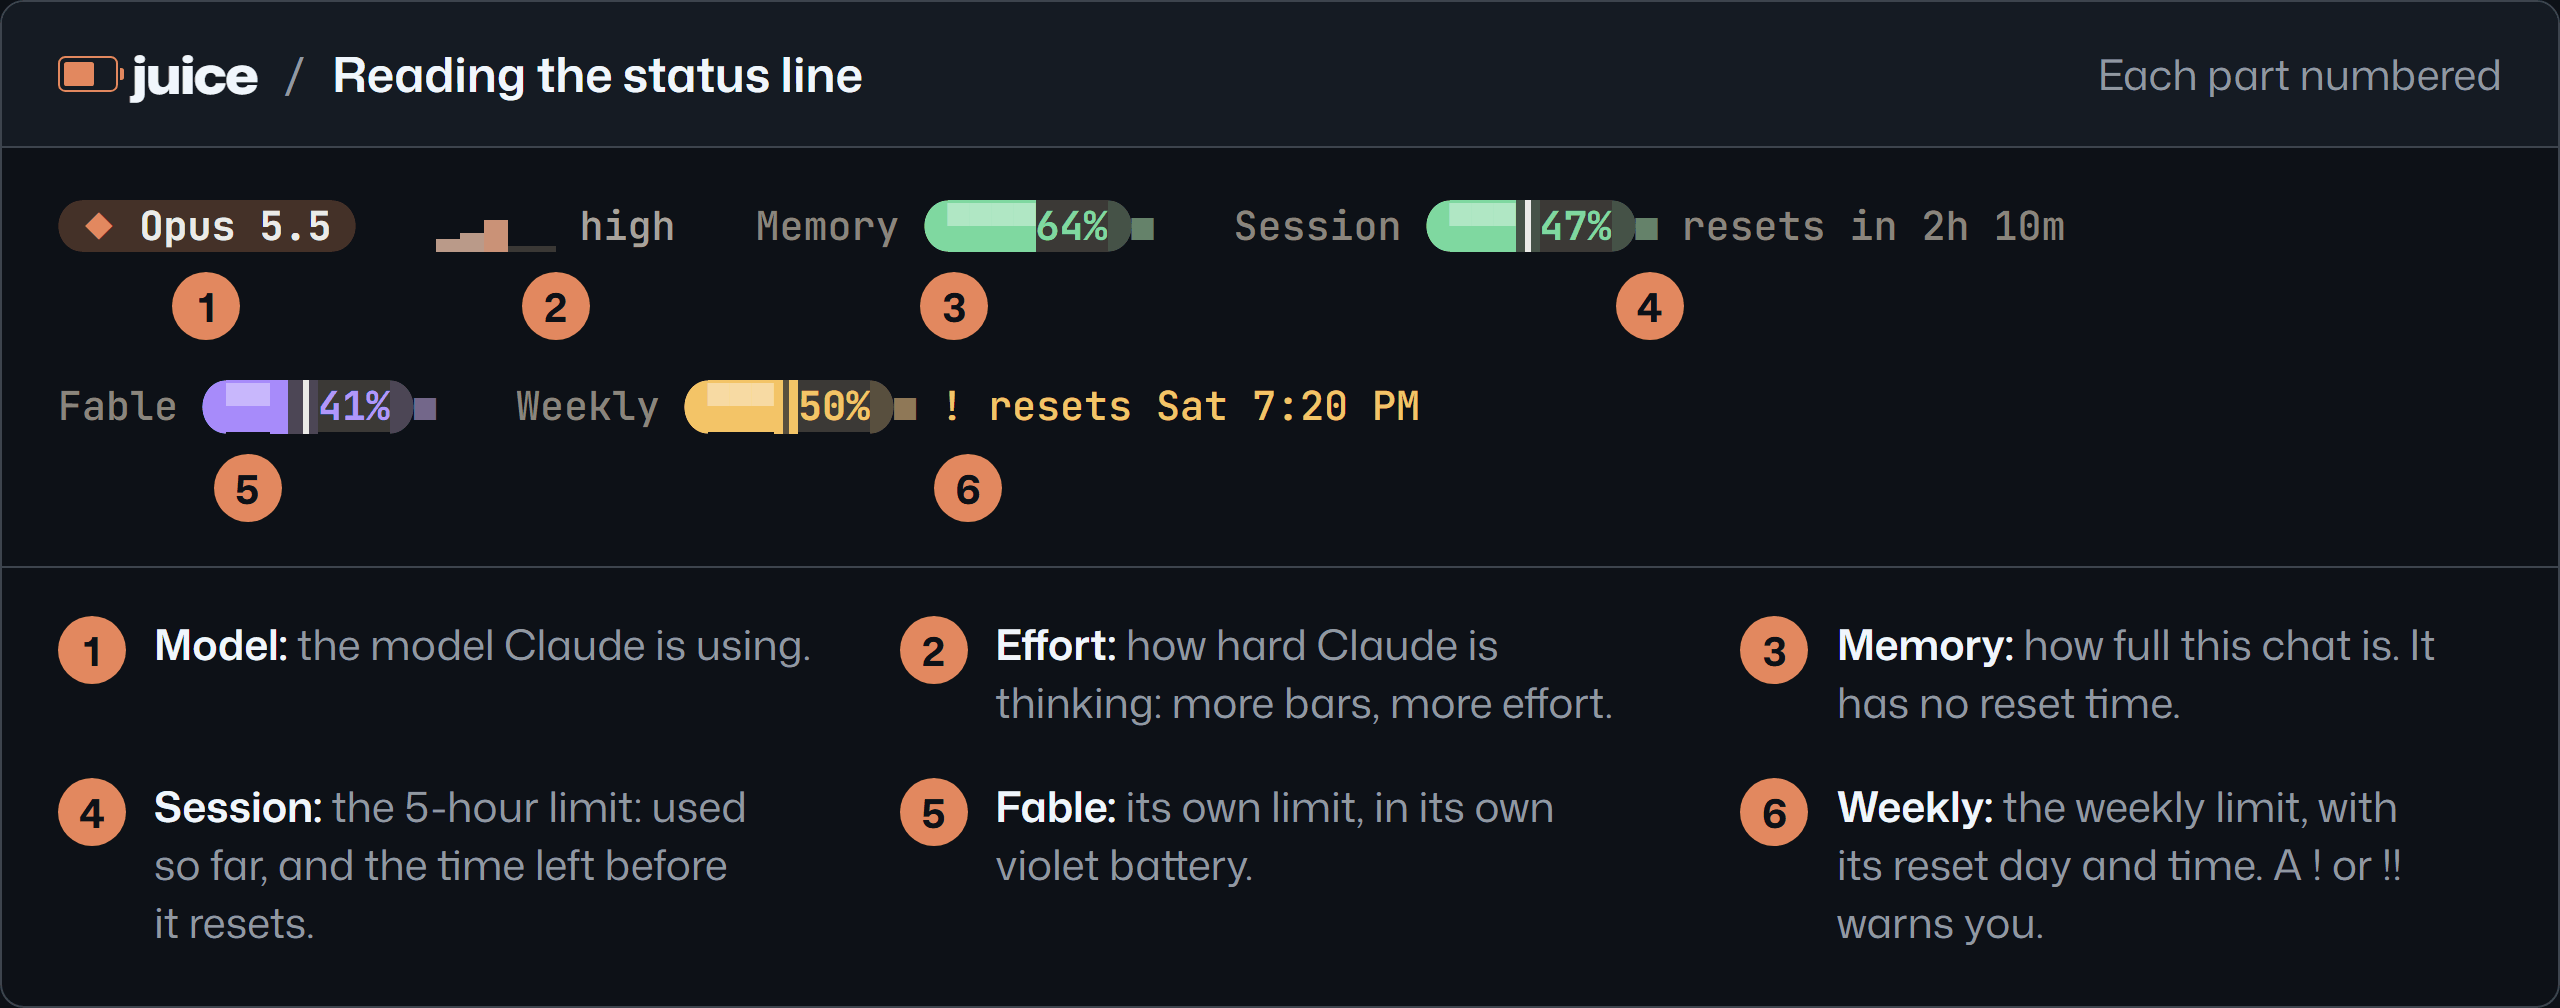 juice / Reading the status line
Each part numbered
◆ Opus 5.5 high Memory 64% Session 47% resets in 2h 10m
1 2 3 4
Fable 41% Weekly 50% ! resets Sat 7:20 PM
5 6
1 Model: the model Claude is using.
2 Effort: how hard Claude is
thinking: more bars, more effort.
3 Memory: how full this chat is. It
has no reset time.
4 Session: the 5-hour limit: used
so far, and the time left before
it resets.
5 Fable: its own limit, in its own
violet battery.
6 Weekly: the weekly limit, with
its reset day and time. A ! or !!
warns you.